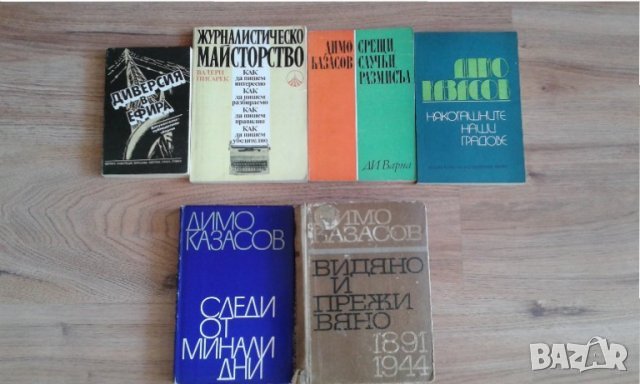 ДИВЕРСИЯ
В
ЕФИРА
ЖУРНАЛИСТИЧЕСКО
МАЙСТОРСТВО
ВАЛЕРИ
ПИСАРЕК
КАК
да пишем
интересно
КАК
да пишем
разбираемо
КАК
да пишем
правилно
КАК
да пишем
убедително
ДИМО
КАЗАСОВ
СРЕЩИ
СЛУЧКИ
РАЗМИСЪЛ
ДИ Варна
ДИМО
КАЗАСОВ
НЯКОГАШНИТЕ
НАШИ
ГРАДОВЕ
ДИМО
КАЗАСОВ
СЛЕДИ
ОТ
МИНАЛИ
ДНИ
ДИМО
КАЗАСОВ
ВИДЯНО
И
ПРЕЖИ
ВЯНО
1891
1944
BAZAR.bg